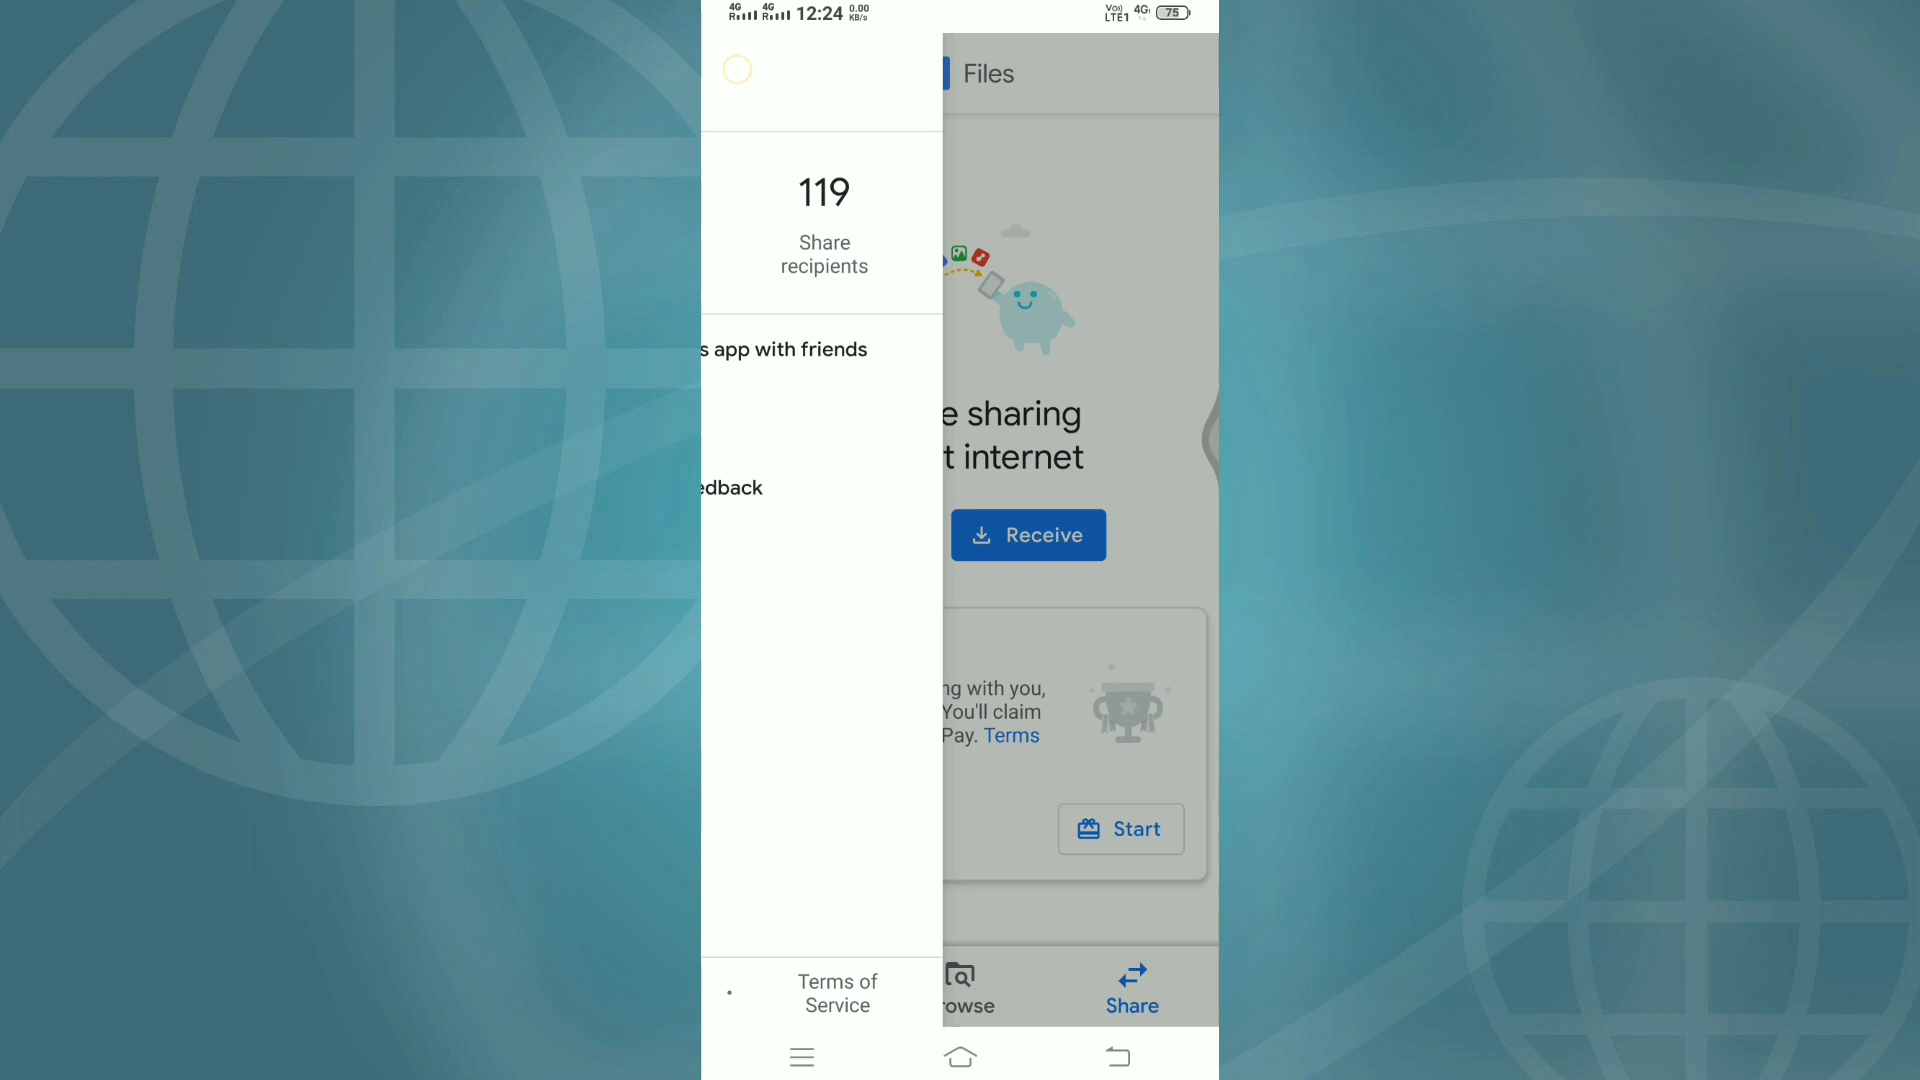 4G R 4G R 12:24 0.00 KB/s
Vo)) LTE1 4G 75
Files
119
Share
recipients
s app with friends
edback
e sharing
t internet
Receive
ng with you,
You'll claim
Pay. Terms
Start
Terms of
Service
rowse
Share